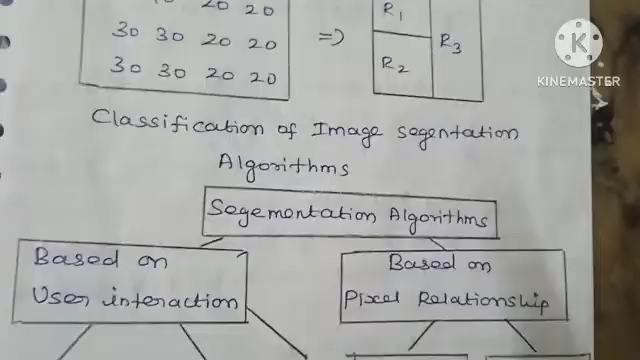 20 20
30 30 20 20
30 30 20 20
=>
R1
R2
R3
KINEMASTER
Classification of Image segentation
Algorithms
Segementation Algorithms
Based on
User interaction
Based on
Pixel Relationship